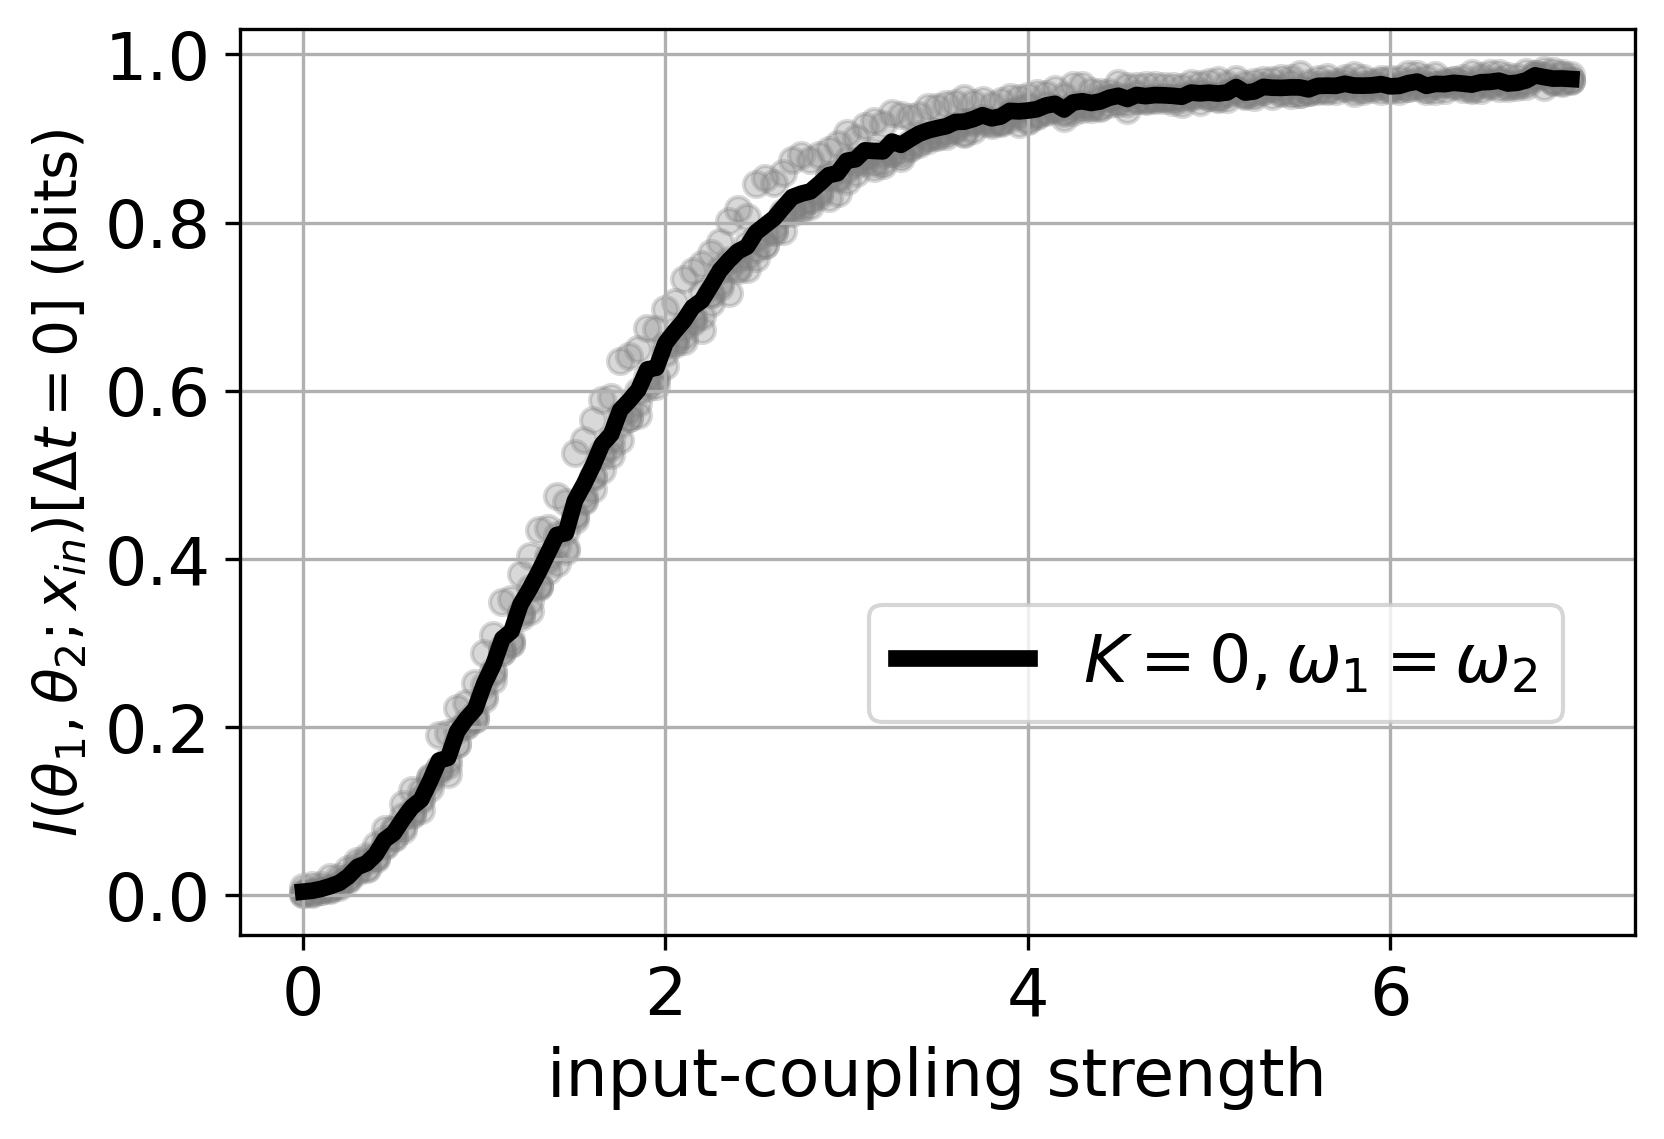 I(θ₁, θ₂; xᵢₙ)[Δt = 0] (bits)
1.0
0.8
0.6
0.4
0.2
0.0
K = 0, ω₁ = ω₂
0 2 4 6
input-coupling strength